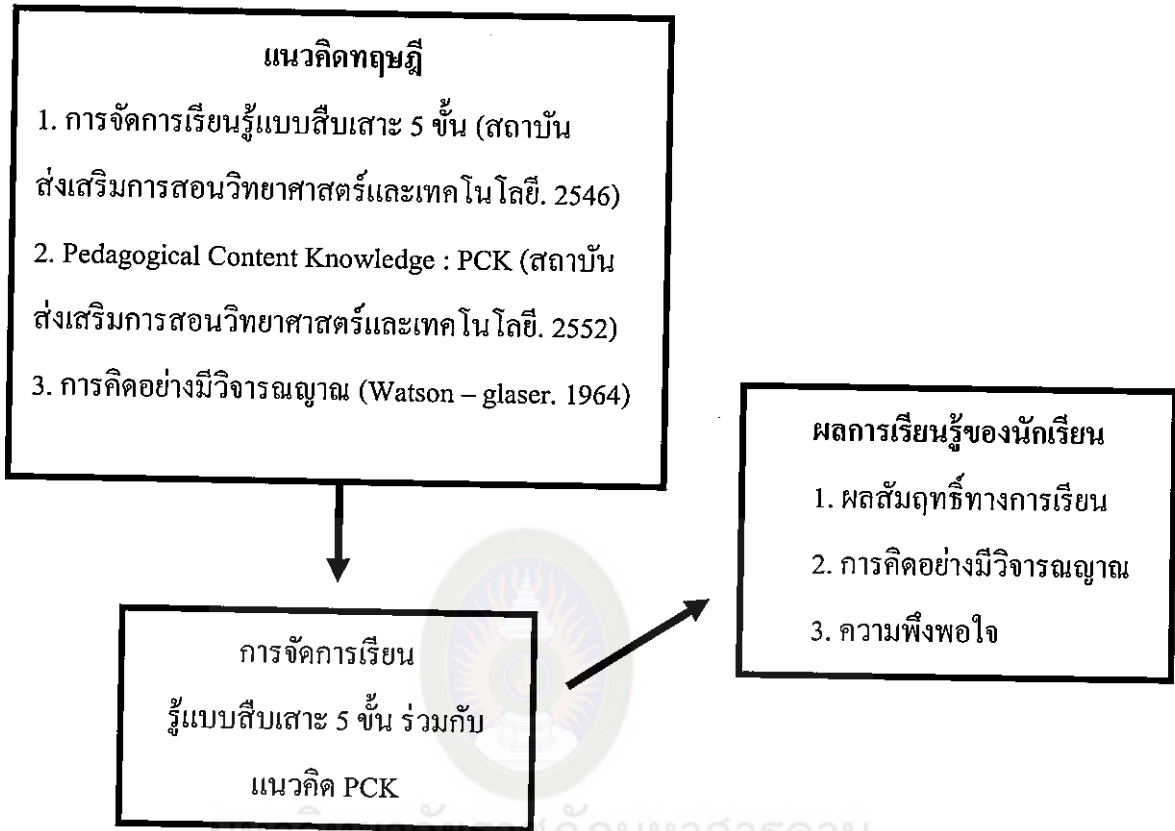 แนวคิดทฤษฎี
1. การจัดการเรียนรู้แบบสืบเสาะ 5 ขั้น (สถาบัน
ส่งเสริมการสอนวิทยาศาสตร์และเทคโนโลยี. 2546)
2. Pedagogical Content Knowledge : PCK (สถาบัน
ส่งเสริมการสอนวิทยาศาสตร์และเทคโนโลยี. 2552)
3. การคิดอย่างมีวิจารณญาณ (Watson – glaser. 1964)
ผลการเรียนรู้ของนักเรียน
1. ผลสัมฤทธิ์ทางการเรียน
2. การคิดอย่างมีวิจารณญาณ
3. ความพึงพอใจ
การจัดการเรียน
รู้แบบสืบเสาะ 5 ขั้น ร่วมกับ
แนวคิด PCK